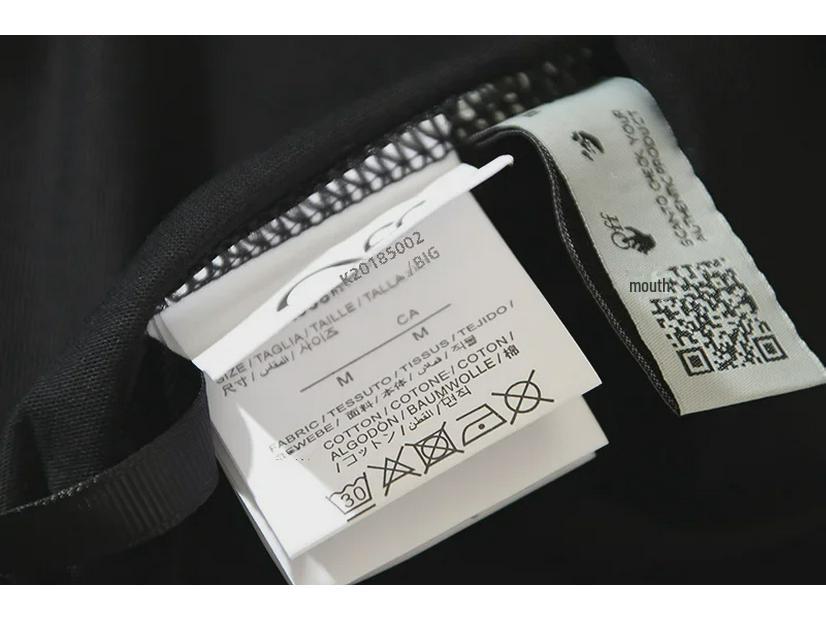 K20185002
SIZE / TAGLIA / TAILLE / TALLA /BIG
尺寸 / المقاس / 사이즈
CA
M M
FABRIC / TESSUTO / TISSUS / TEJIDO /
GEWEBE / 面料 / 本体 / قماش / 직물
COTTON / COTONE / COTON /
ALGODÓN / BAUMWOLLE / 棉
/ コットン / القطن / 면직
30
SCAN TO CHECK YOUR
AUTHENTIC PRODUCT
OFF
mouth: